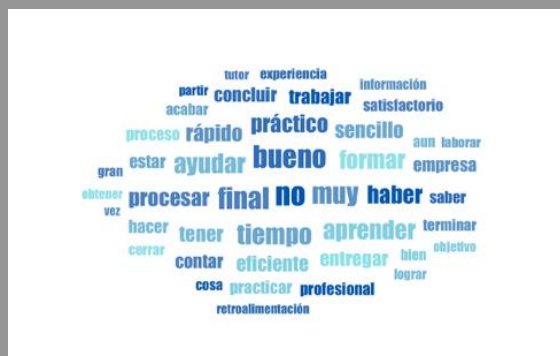 tutor experiencia
partir concluir trabajar información
acabar satisfactorio
proceso rápido práctico sencillo
aun laborar
gran estar ayudar bueno formar empresa
obtener procesar final no muy haber saber
vez
hacer tener tiempo aprender terminar
cerrar contar eficiente entregar bien objetivo
lograr
cosa practicar profesional
retroalimentación